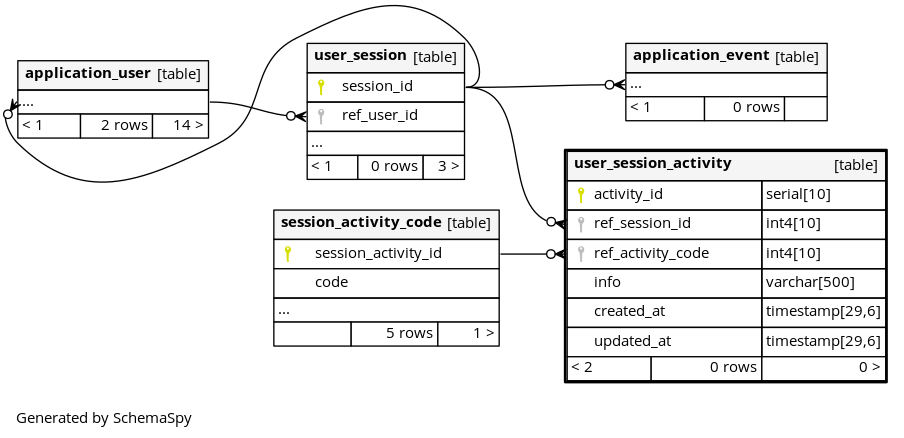 application_user [table]
...
< 1 2 rows 14 >
user_session [table]
session_id
ref_user_id
...
< 1 0 rows 3 >
application_event [table]
...
< 1 0 rows
session_activity_code [table]
session_activity_id
code
...
5 rows 1 >
user_session_activity [table]
activity_id serial[10]
ref_session_id int4[10]
ref_activity_code int4[10]
info varchar[500]
created_at timestamp[29,6]
updated_at timestamp[29,6]
< 2 0 rows 0 >
Generated by SchemaSpy